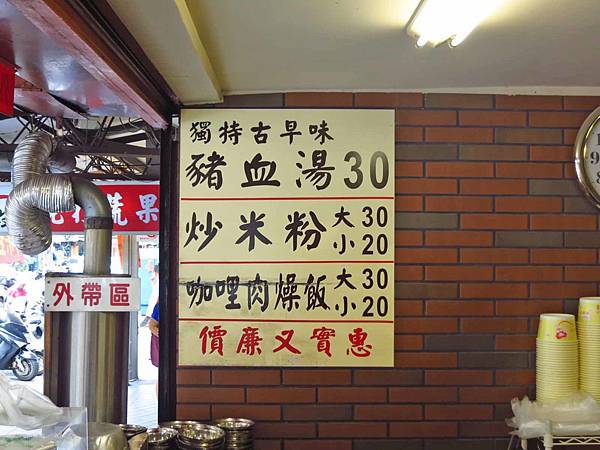 獨特古早味
豬血湯30
炒米粉 大30
小20
咖哩肉燥飯 大30
小20
價廉又實惠
外帶區
蔬果